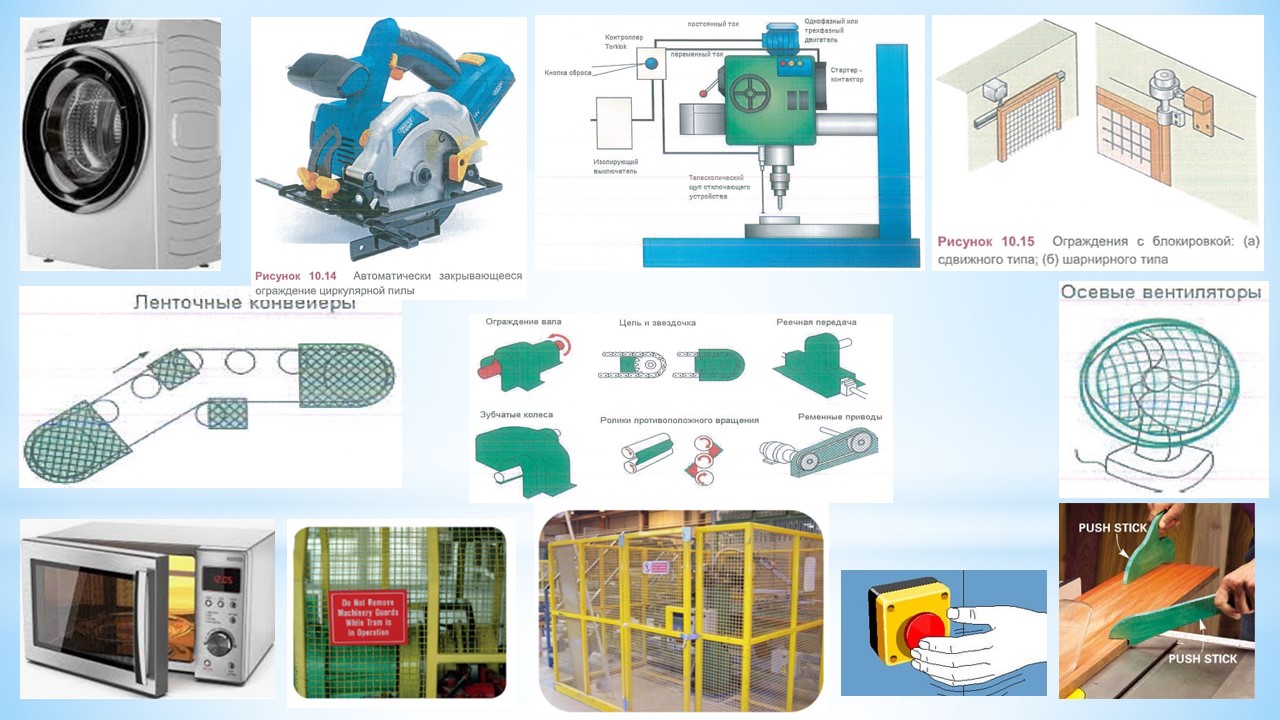 Рисунок 10.14 Автоматически закрывающееся
ограждение циркулярной пилы
постоянный ток
Однофазный или
трехфазный
двигатель
Контроллер
Torklok
переменный ток
Кнопка сброса
Стартер -
контактор
Изолирующий
выключатель
Телескопический
щуп отключающего
устройства
Рисунок 10.15 Ограждения с блокировкой: (а)
сдвижного типа; (б) шарнирного типа
Ленточные конвейеры
Ограждение вала
Цепь и звездочка
Реечная передача
Зубчатые колеса
Ролики противоположного вращения
Ременные приводы
Осевые вентиляторы
12:05
Do Not Remove
Machinery Guards
While Tram is
in Operation
PUSH STICK
PUSH STICK